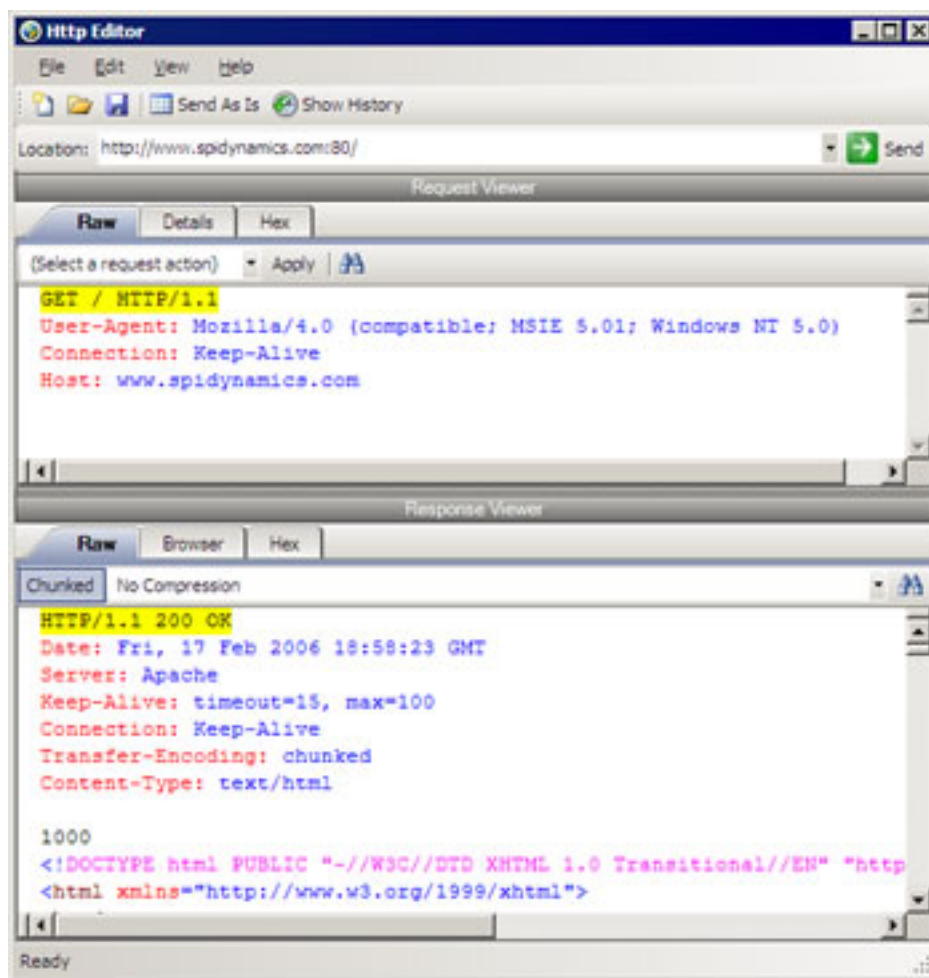 Http Editor
File Edit View Help
Send As Is Show History
Location: http://www.spidynamics.com:80/ Send
Request Viewer
Raw Details Hex
(Select a request action) Apply
GET / HTTP/1.1
User-Agent: Mozilla/4.0 (compatible; MSIE 5.01; Windows NT 5.0)
Connection: Keep-Alive
Host: www.spidynamics.com
Response Viewer
Raw Browser Hex
Chunked No Compression
HTTP/1.1 200 OK
Date: Fri, 17 Feb 2006 18:58:23 GMT
Server: Apache
Keep-Alive: timeout=15, max=100
Connection: Keep-Alive
Transfer-Encoding: chunked
Content-Type: text/html
1000
<!DOCTYPE html PUBLIC "-//W3C//DTD XHTML 1.0 Transitional//EN" "http
<html xmlns="http://www.w3.org/1999/xhtml">
Ready